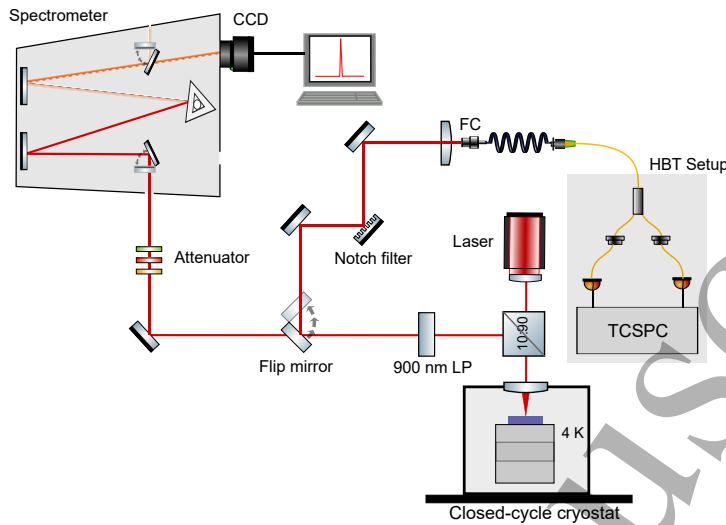 Spectrometer
CCD
FC
HBT Setup
Laser
Notch filter
Attenuator
10:90
TCSPC
Flip mirror
900 nm LP
4 K
Closed-cycle cryostat